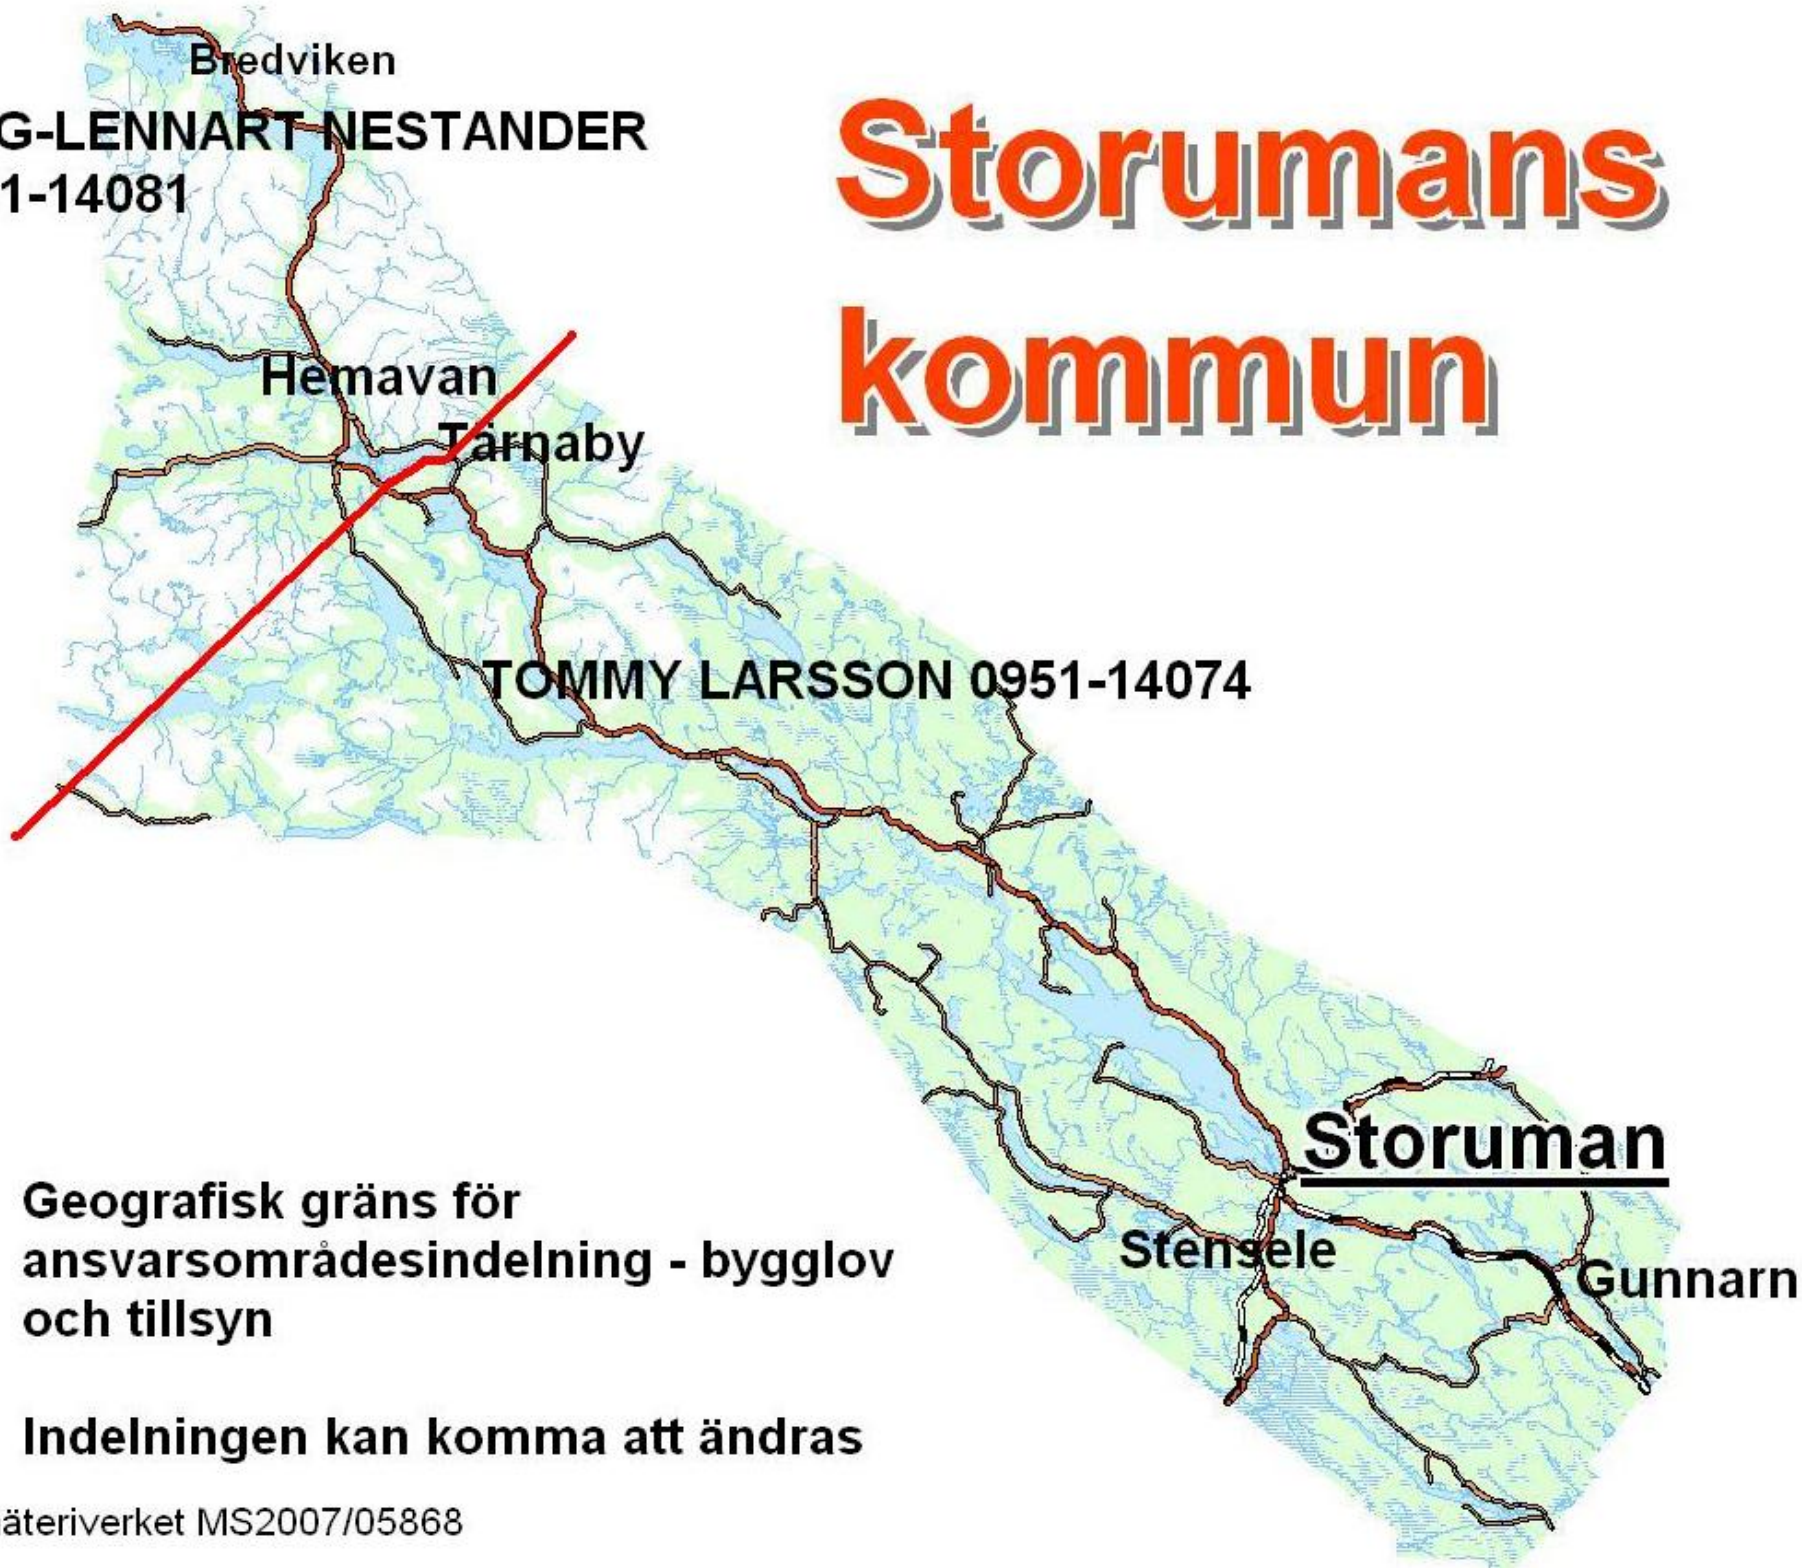 Bredviken
G-LENNART NESTANDER
1-14081
Storumans
kommun
Hemavan
Tärnaby
TOMMY LARSSON 0951-14074
Storuman
Stensele
Gunnarn
Geografisk gräns för
ansvarsområdesindelning - bygglov
och tillsyn
Indelningen kan komma att ändras
äteriverket MS2007/05868